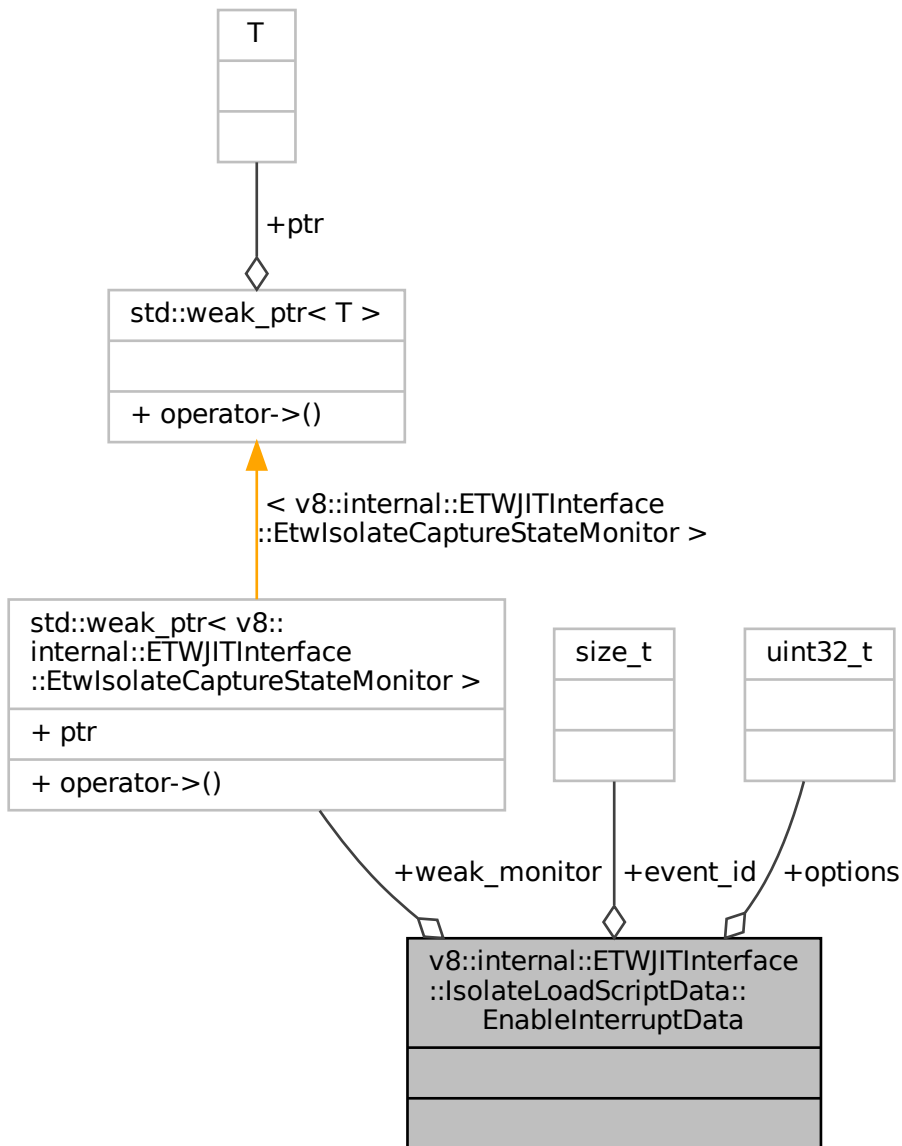 T
+ptr
std::weak_ptr< T >
+ operator->()
< v8::internal::ETWJITInterface
::EtwIsolateCaptureStateMonitor >
std::weak_ptr< v8::
internal::ETWJITInterface
::EtwIsolateCaptureStateMonitor >
+ ptr
+ operator->()
size_t
uint32_t
+weak_monitor
+event_id
+options
v8::internal::ETWJITInterface
::IsolateLoadScriptData::
EnableInterruptData